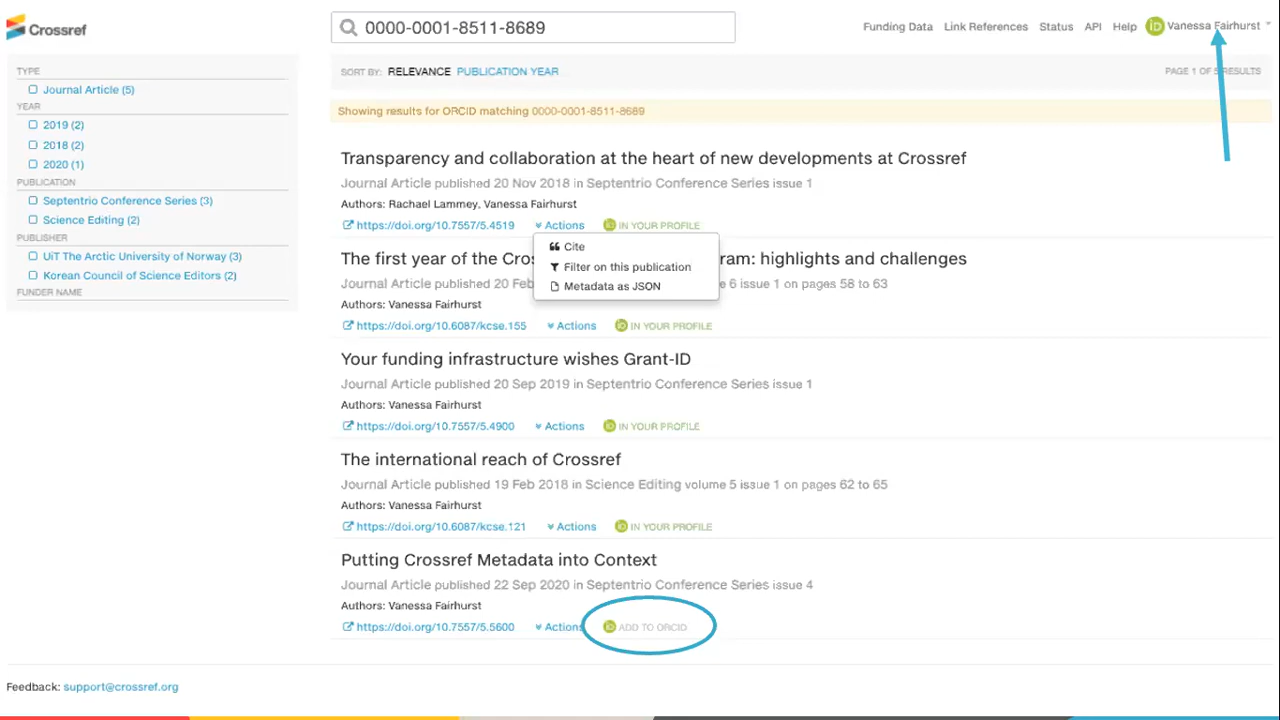 Crossref
0000-0001-8511-8689
Funding Data Link References Status API Help iD Vanessa Fairhurst
TYPE
Journal Article (5)
YEAR
2019 (2)
2018 (2)
2020 (1)
PUBLICATION
Septentrio Conference Series (3)
Science Editing (2)
PUBLISHER
UiT The Arctic University of Norway (3)
Korean Council of Science Editors (2)
FUNDER NAME
SORT BY: RELEVANCE PUBLICATION YEAR
PAGE 1 OF 5 RESULTS
Showing results for ORCID matching 0000-0001-8511-8689
Transparency and collaboration at the heart of new developments at Crossref
Journal Article published 20 Nov 2018 in Septentrio Conference Series issue 1
Authors: Rachael Lammey, Vanessa Fairhurst
https://doi.org/10.7557/5.4519 Actions iD IN YOUR PROFILE
Cite
Filter on this publication
Metadata as JSON
The first year of the Cros ram: highlights and challenges
Journal Article published 20 Feb e 6 issue 1 on pages 58 to 63
Authors: Vanessa Fairhurst
https://doi.org/10.6087/kcse.155 Actions iD IN YOUR PROFILE
Your funding infrastructure wishes Grant-ID
Journal Article published 20 Sep 2019 in Septentrio Conference Series issue 1
Authors: Vanessa Fairhurst
https://doi.org/10.7557/5.4900 Actions iD IN YOUR PROFILE
The international reach of Crossref
Journal Article published 19 Feb 2018 in Science Editing volume 5 issue 1 on pages 62 to 65
Authors: Vanessa Fairhurst
https://doi.org/10.6087/kcse.121 Actions iD IN YOUR PROFILE
Putting Crossref Metadata into Context
Journal Article published 22 Sep 2020 in Septentrio Conference Series issue 4
Authors: Vanessa Fairhurst
https://doi.org/10.7557/5.5600 Actions iD ADD TO ORCID
Feedback: support@crossref.org